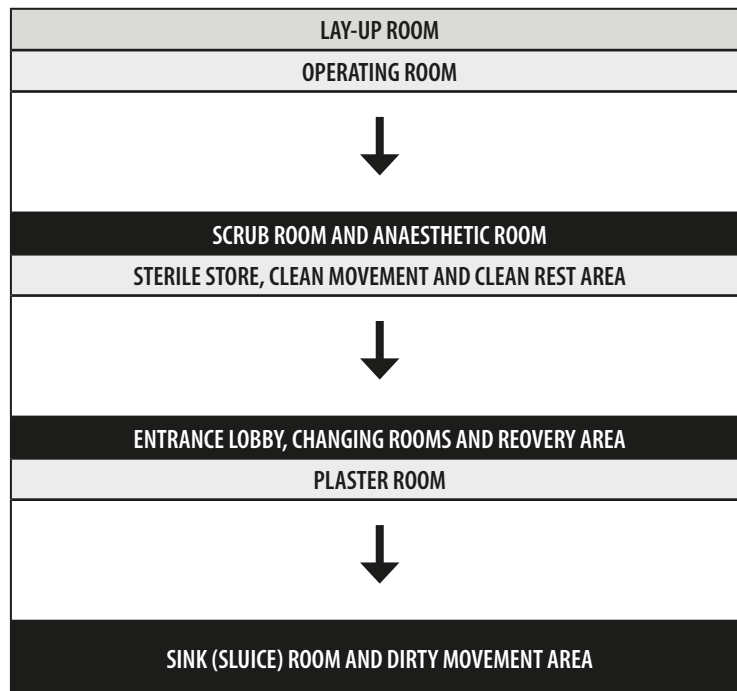 LAY-UP ROOM
OPERATING ROOM
SCRUB ROOM AND ANAESTHETIC ROOM
STERILE STORE, CLEAN MOVEMENT AND CLEAN REST AREA
ENTRANCE LOBBY, CHANGING ROOMS AND REOVERY AREA
PLASTER ROOM
SINK (SLUICE) ROOM AND DIRTY MOVEMENT AREA